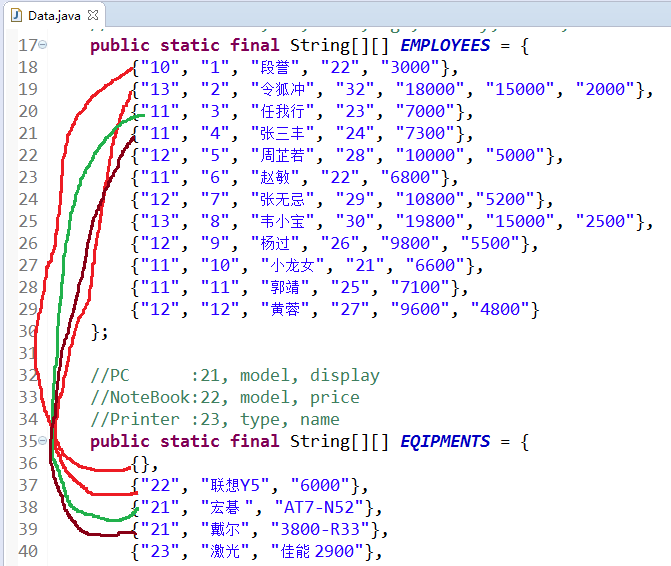 Data.java
17 public static final String[][] EMPLOYEES = {
18 {"10", "1", "段誉", "22", "3000"},
19 {"13", "2", "令狐冲", "32", "18000", "15000", "2000"},
20 {"11", "3", "任我行", "23", "7000"},
21 {"11", "4", "张三丰", "24", "7300"},
22 {"12", "5", "周芷若", "28", "10000", "5000"},
23 {"11", "6", "赵敏", "22", "6800"},
24 {"12", "7", "张无忌", "29", "10800","5200"},
25 {"13", "8", "韦小宝", "30", "19800", "15000", "2500"},
26 {"12", "9", "杨过", "26", "9800", "5500"},
27 {"11", "10", "小龙女", "21", "6600"},
28 {"11", "11", "郭靖", "25", "7100"},
29 {"12", "12", "黄蓉", "27", "9600", "4800"}
30 };
31
32 //PC :21, model, display
33 //NoteBook:22, model, price
34 //Printer :23, type, name
35 public static final String[][] EQIPMENTS = {
36 {},
37 {"22", "联想Y5", "6000"},
38 {"21", "宏碁 ", "AT7-N52"},
39 {"21", "戴尔", "3800-R33"},
40 {"23", "激光", "佳能 2900"},